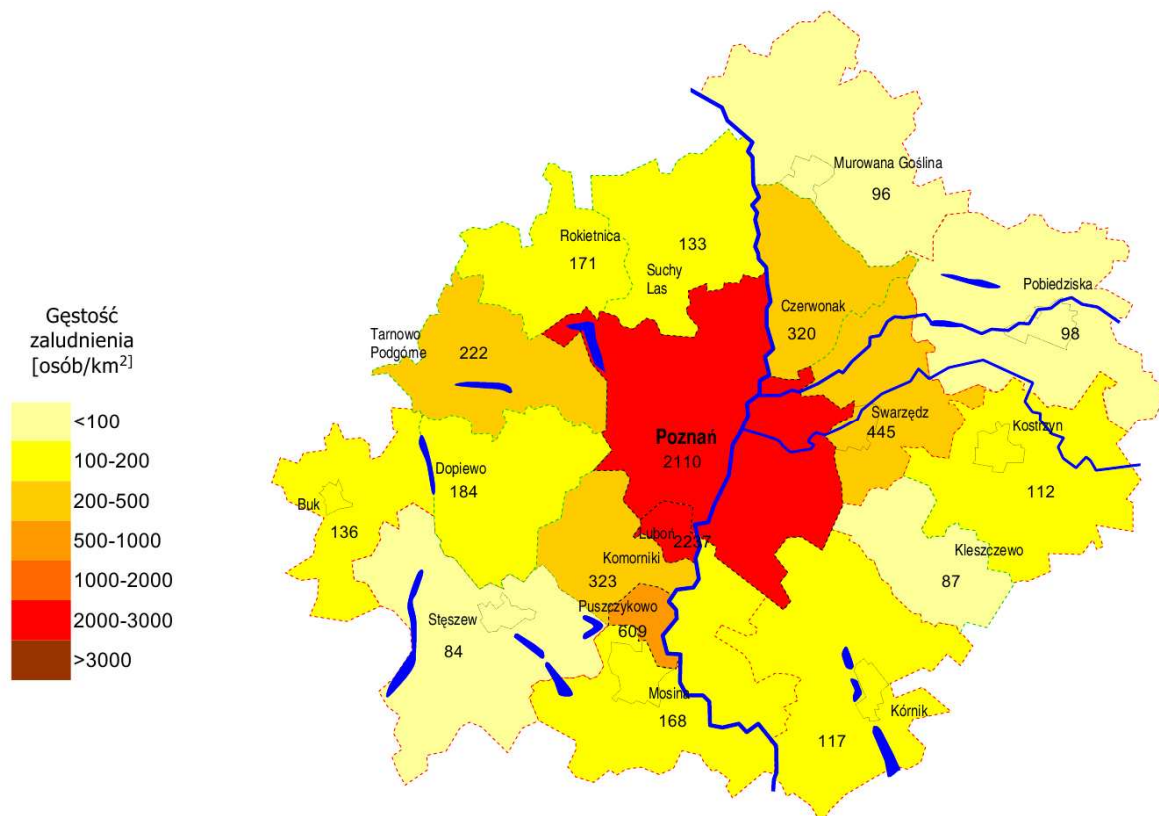 Gęstość
zaludnienia
[osób/km²]
<100
100-200
200-500
500-1000
1000-2000
2000-3000
>3000
Murowana Goślina
96
Rokietnica
171
133
Suchy
Las
Pobiedziska
98
Czerwonak
320
Tarnowo
Podgórne
222
Swarzędz
445
Kostrzyn
112
Poznań
2110
Dopiewo
184
Buk
136
Luboń
2237
Komorniki
323
Kleszczewo
87
Puszczykowo
609
Stęszew
84
Mosina
168
Kórnik
117